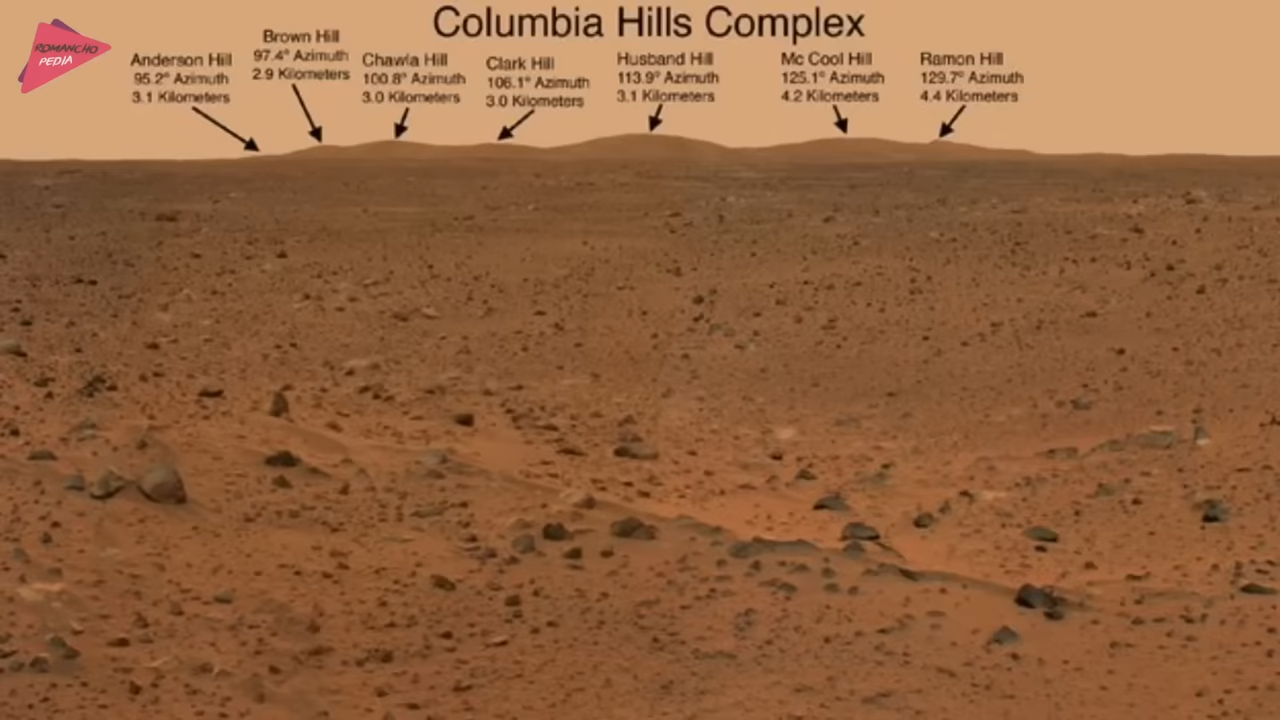 Columbia Hills Complex
ROMANCHO
PEDIA
Anderson Hill
95.2° Azimuth
3.1 Kilometers
Brown Hill
97.4° Azimuth
2.9 Kilometers
Chawla Hill
100.8° Azimuth
3.0 Kilometers
Clark Hill
106.1° Azimuth
3.0 Kilometers
Husband Hill
113.9° Azimuth
3.1 Kilometers
Mc Cool Hill
125.1° Azimuth
4.2 Kilometers
Ramon Hill
129.7° Azimuth
4.4 Kilometers